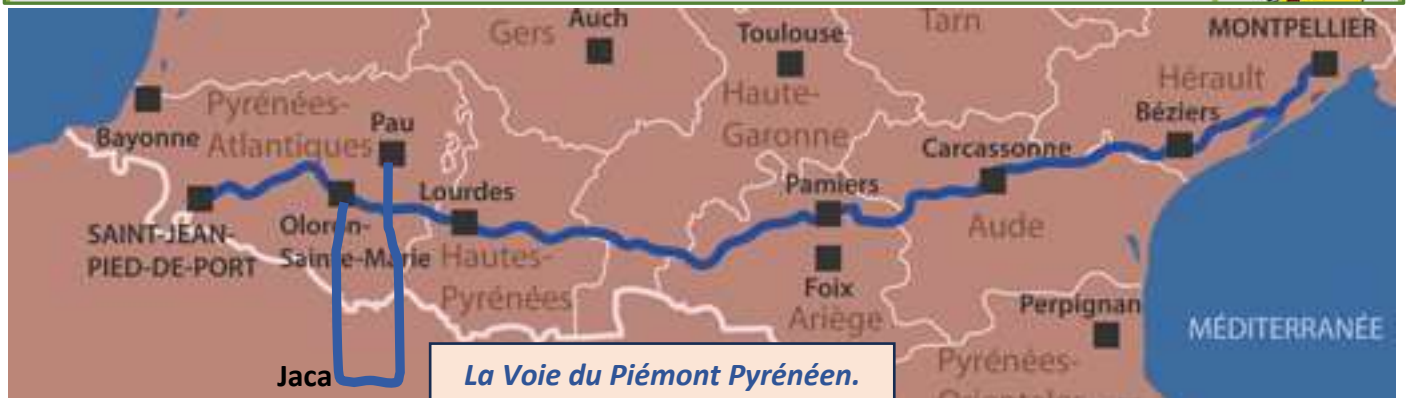 Auch
Gers
Toulouse
Tarn
MONTPELLIER
Haute-
Garonne
Hérault
Béziers
Bayonne
Pyrénées-
Atlantiques
Pau
Carcassonne
Lourdes
Pamiers
SAINT-JEAN-
PIED-DE-PORT
Oloron-
Sainte-Marie
Hautes-
Pyrénées
Aude
Foix
Ariège
Perpignan
MÉDITERRANÉE
Jaca
La Voie du Piémont Pyrénéen.
Pyrénées-